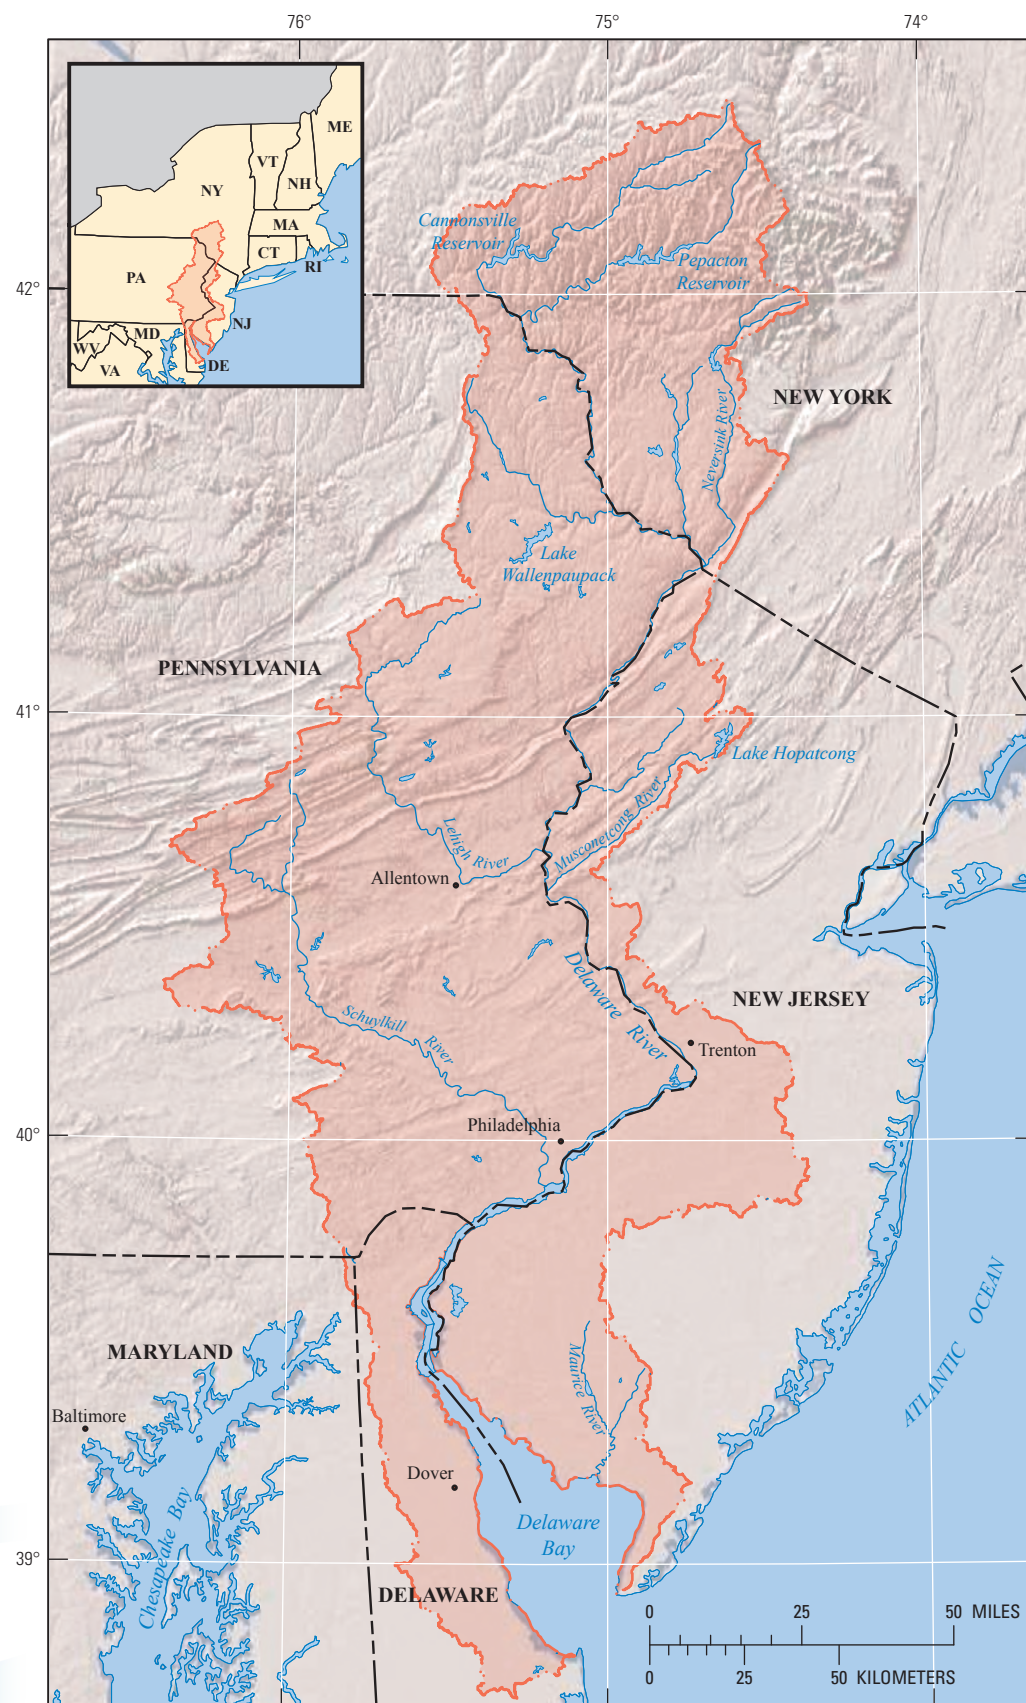 76°
75°
74°
ME
VT
NH
NY
MA
CT
RI
PA
NJ
MD
WV
VA
DE
Cannonsville
Reservoir
Pepacton
Reservoir
42°
NEW YORK
Neversink River
Lake
Wallenpaupack
PENNSYLVANIA
41°
Lake Hopatcong
Musconetcong River
Lehigh River
Allentown
Delaware River
NEW JERSEY
Schuylkill River
Trenton
Philadelphia
40°
ATLANTIC OCEAN
MARYLAND
Maurice River
Baltimore
Dover
Chesapeake Bay
Delaware
Bay
39°
DELAWARE
0 25 50 MILES
0 25 50 KILOMETERS